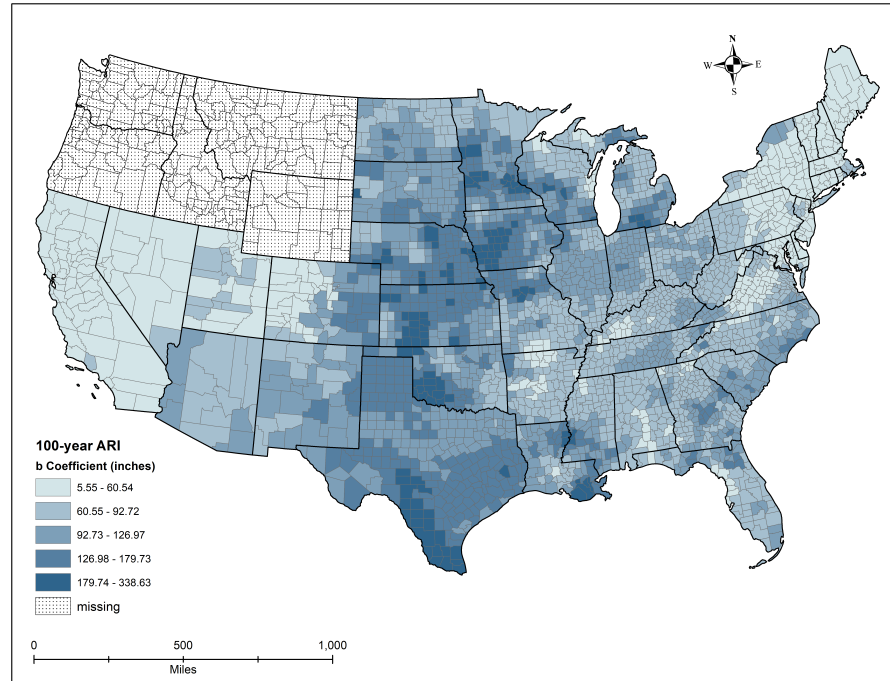 N
W E
S
100-year ARI
b Coefficient (inches)
5.55 - 60.54
60.55 - 92.72
92.73 - 126.97
126.98 - 179.73
179.74 - 338.63
missing
0 500 1,000
Miles